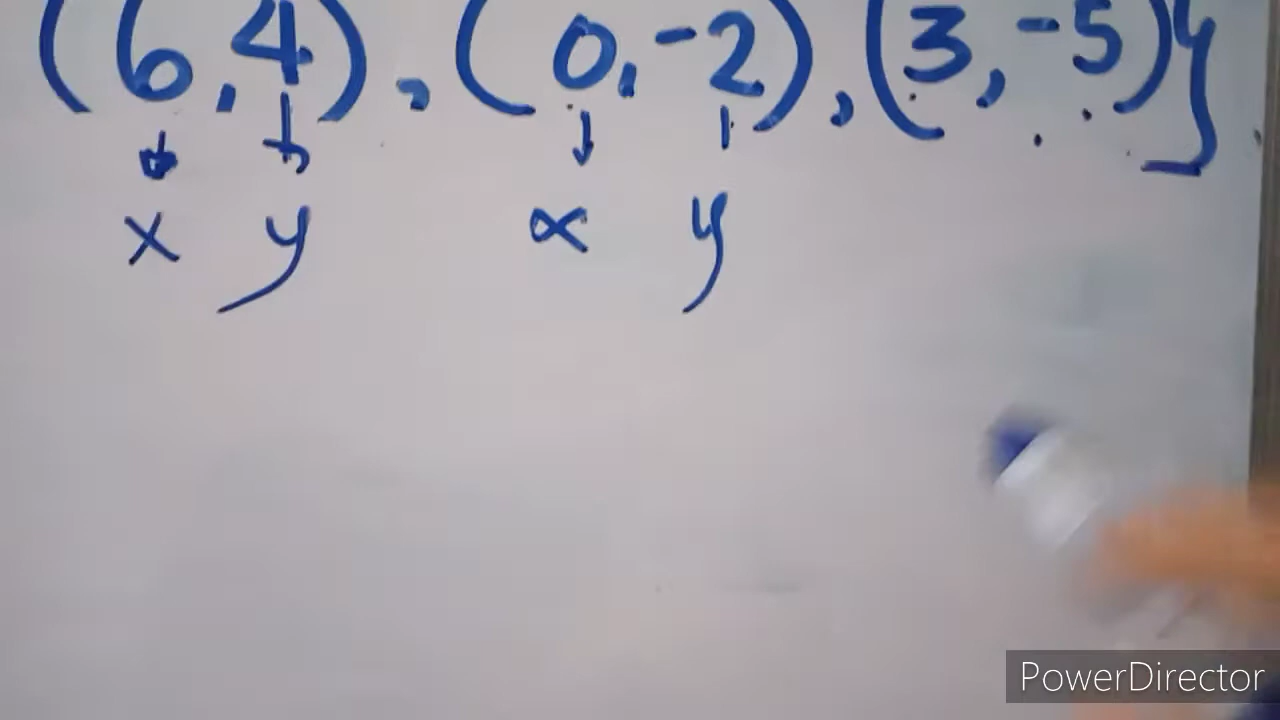 (6,4), (0,-2), (3,-5)}
x y x y
PowerDirector